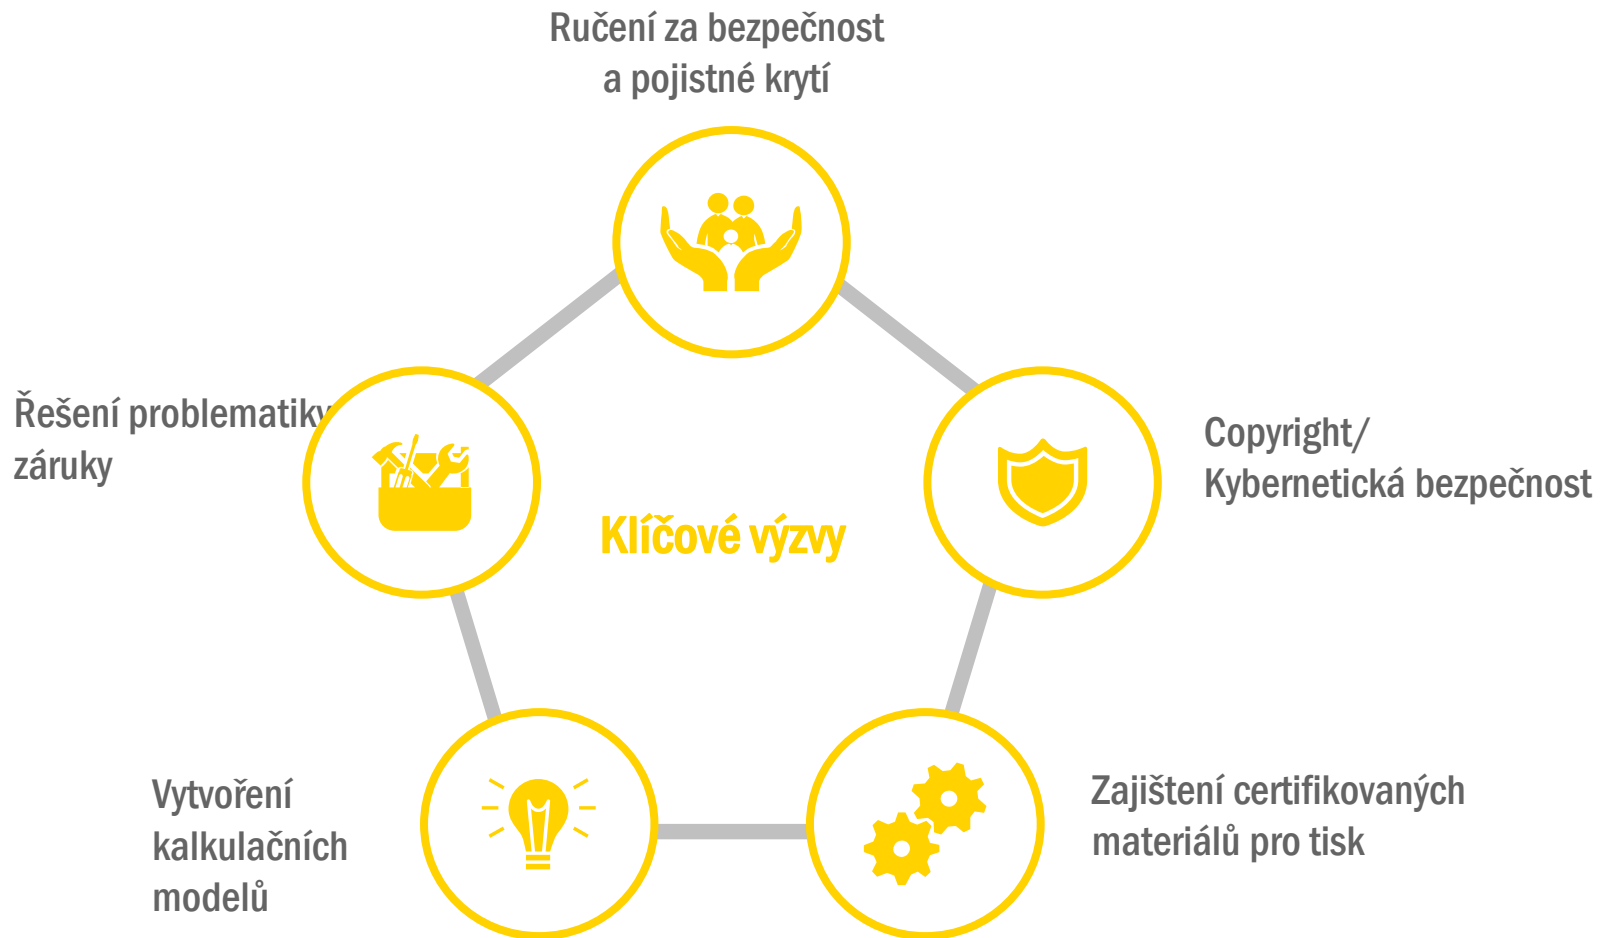 Ručení za bezpečnost
a pojistné krytí
Řešení problematiky
záruky
Copyright/
Kybernetická bezpečnost
Klíčové výzvy
Vytvoření
kalkulačních
modelů
Zajištení certifikovaných
materiálů pro tisk